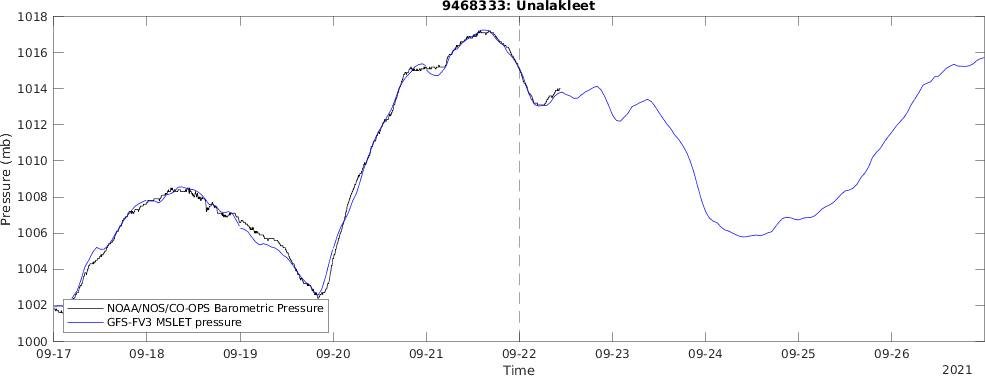 9468333: Unalakleet
Pressure (mb)
1018
1016
1014
1012
1010
1008
1006
1004
1002
1000
NOAA/NOS/CO-OPS Barometric Pressure
GFS-FV3 MSLET pressure
09-17 09-18 09-19 09-20 09-21 09-22 09-23 09-24 09-25 09-26
Time
2021